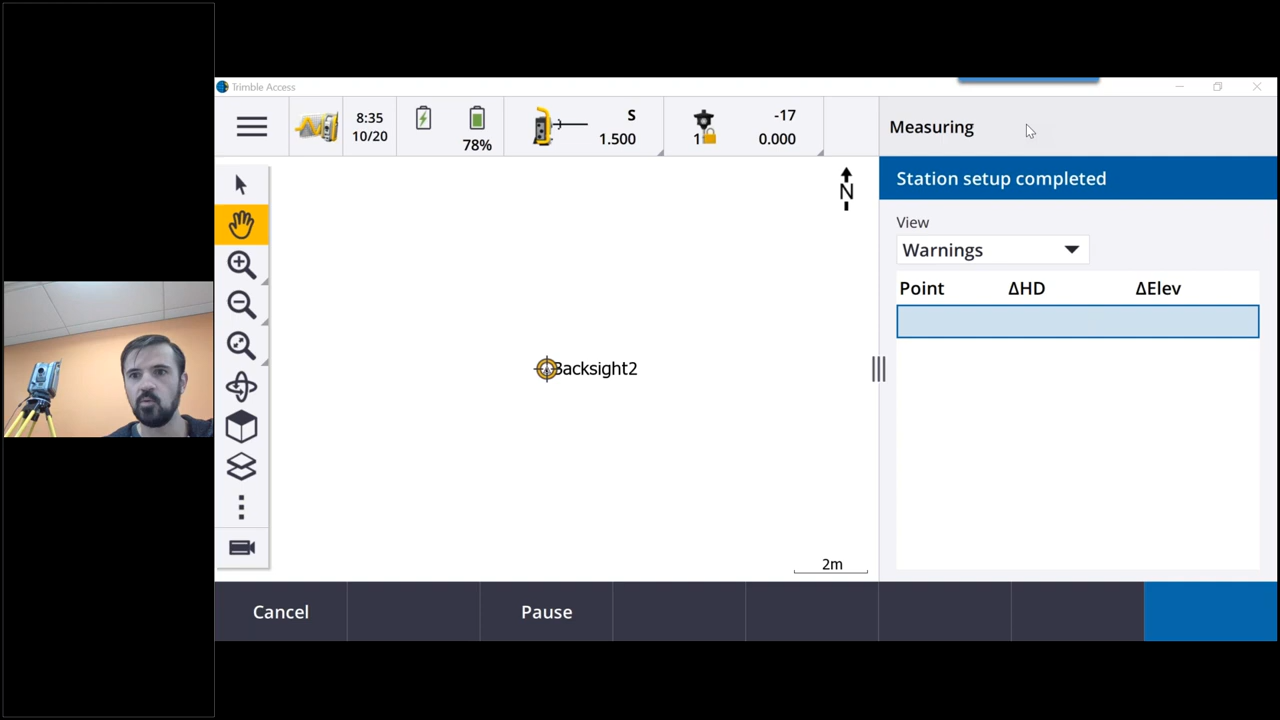 Trimble Access
8:35
10/20
78%
S
1.500
1
-17
0.000
Measuring
N
Station setup completed
View
Warnings
Point ΔHD ΔElev
Backsight2
2m
Cancel
Pause